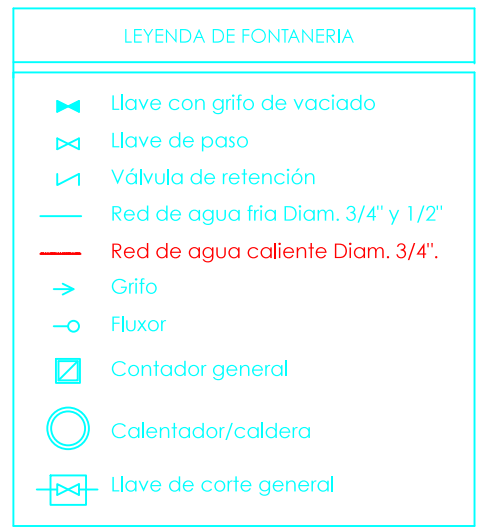 LEYENDA DE FONTANERIA
Llave con grifo de vaciado
Llave de paso
Válvula de retención
Red de agua fria Diam. 3/4" y 1/2"
Red de agua caliente Diam. 3/4".
Grifo
Fluxor
Contador general
Calentador/caldera
Llave de corte general